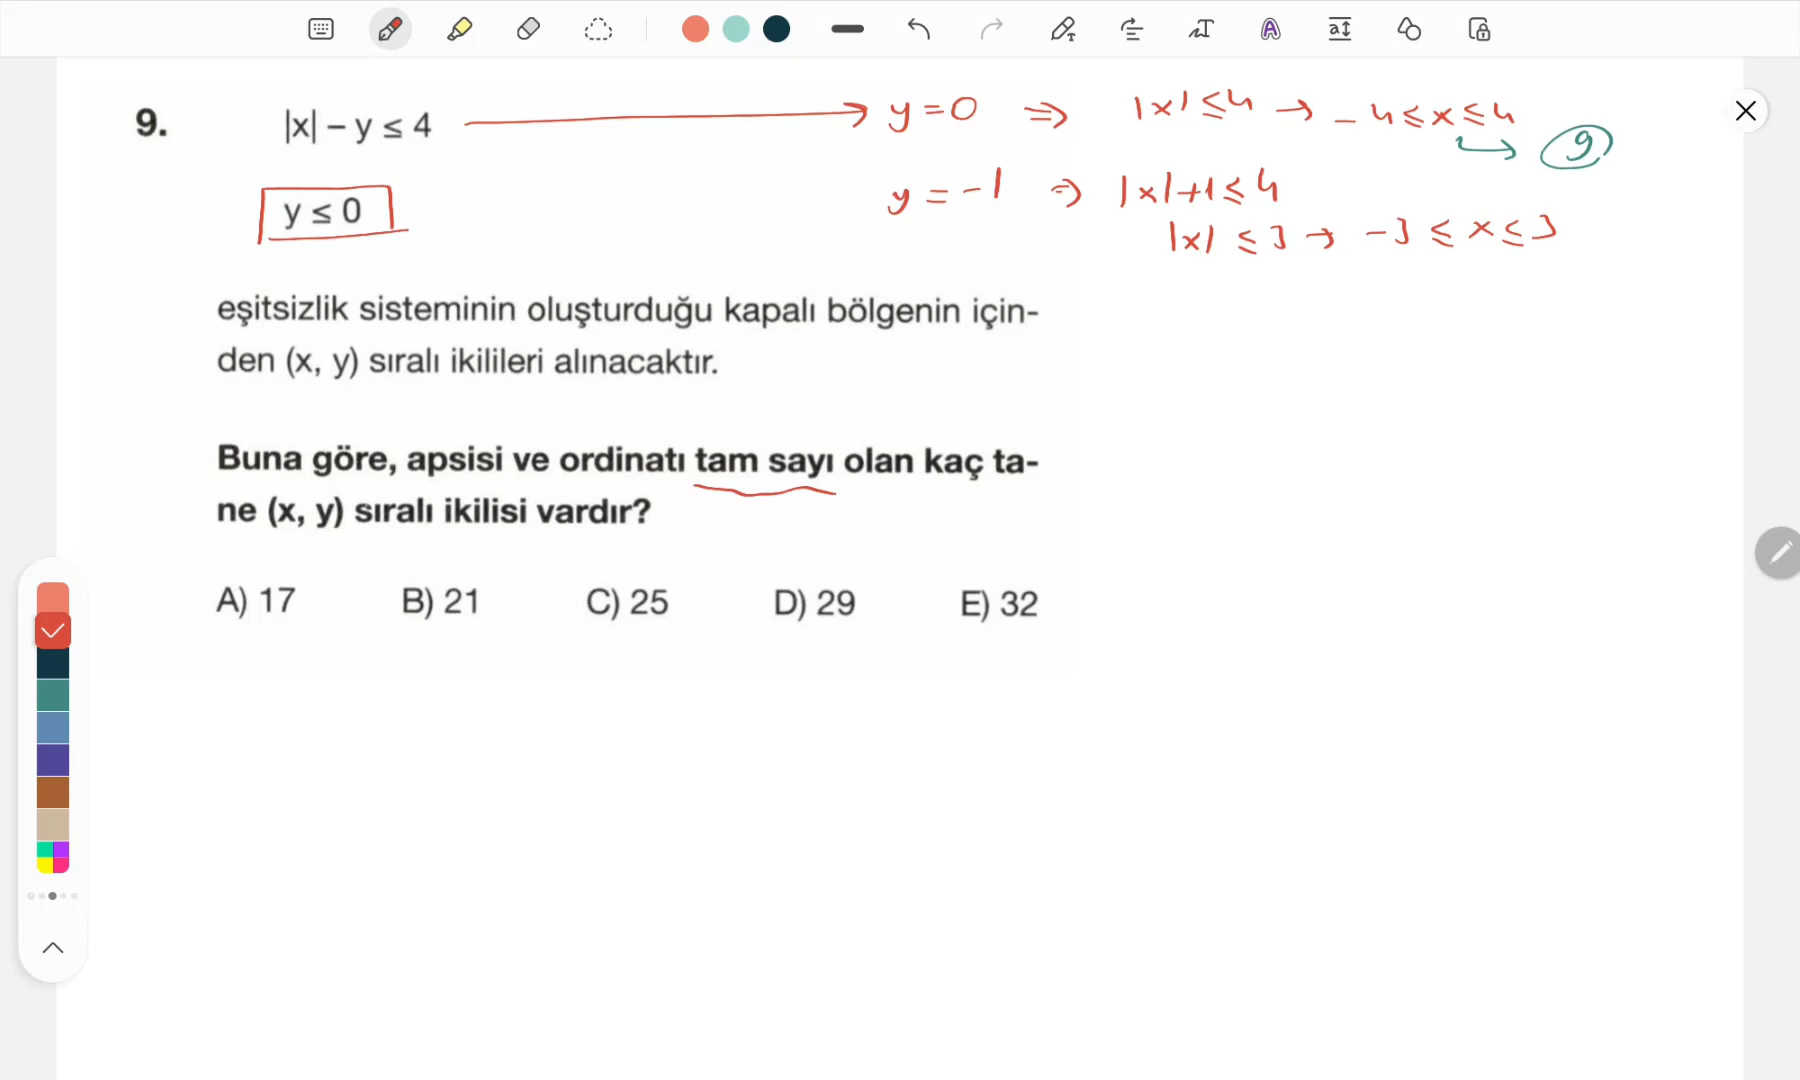 9. |x| – y ≤ 4 → y = 0 ⇒ |x| ≤ 4 → – 4 ≤ x ≤ 4
9
y ≤ 0
y = –1 ⇒ |x| + 1 ≤ 4
|x| ≤ 3 → –3 ≤ x ≤ 3
eşitsizlik sisteminin oluşturduğu kapalı bölgenin için-
den (x, y) sıralı ikilileri alınacaktır.
Buna göre, apsisi ve ordinatı tam sayı olan kaç ta-
ne (x, y) sıralı ikilisi vardır?
A) 17 B) 21 C) 25 D) 29 E) 32